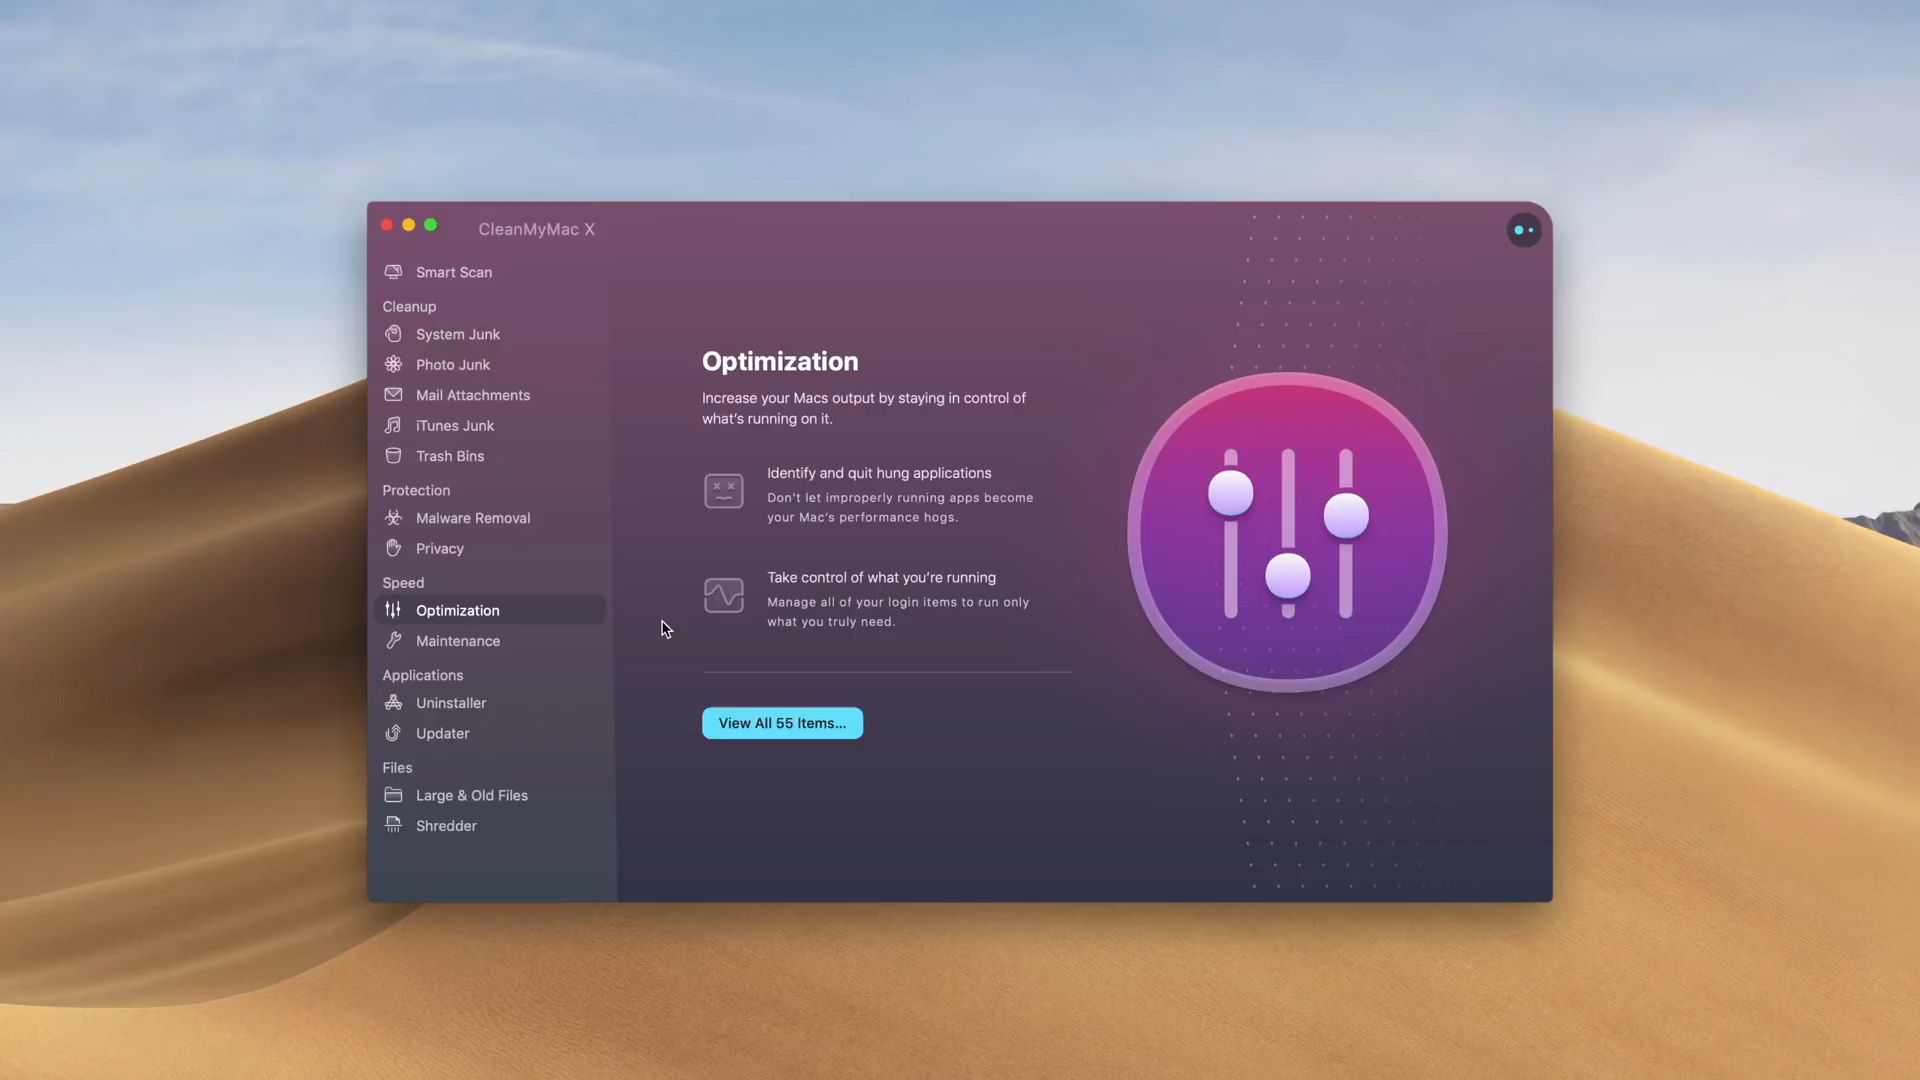 CleanMyMac X
Smart Scan
Cleanup
System Junk
Photo Junk
Mail Attachments
iTunes Junk
Trash Bins
Protection
Malware Removal
Privacy
Speed
Optimization
Maintenance
Applications
Uninstaller
Updater
Files
Large & Old Files
Shredder
Optimization
Increase your Macs output by staying in control of
what's running on it.
Identify and quit hung applications
Don't let improperly running apps become
your Mac's performance hogs.
Take control of what you're running
Manage all of your login items to run only
what you truly need.
View All 55 Items...